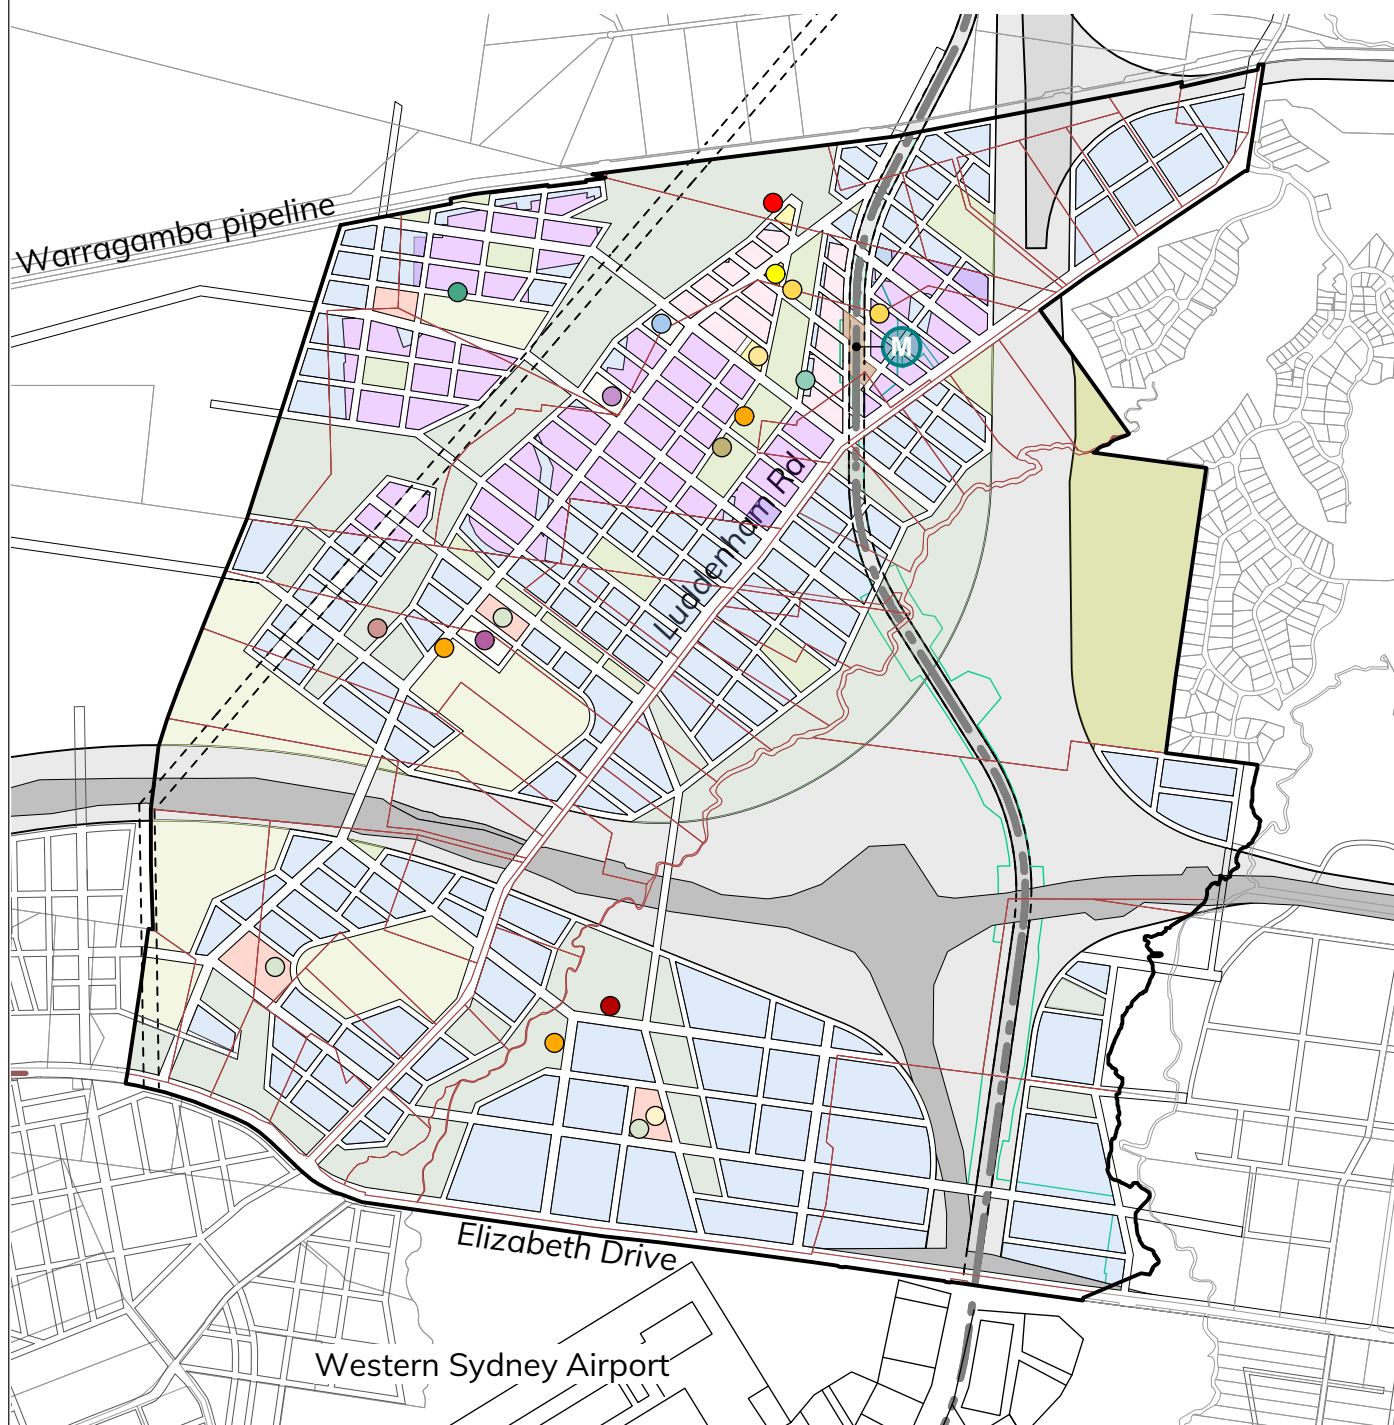 Warragamba pipeline
M
Luddenham Rd
Elizabeth Drive
Western Sydney Airport